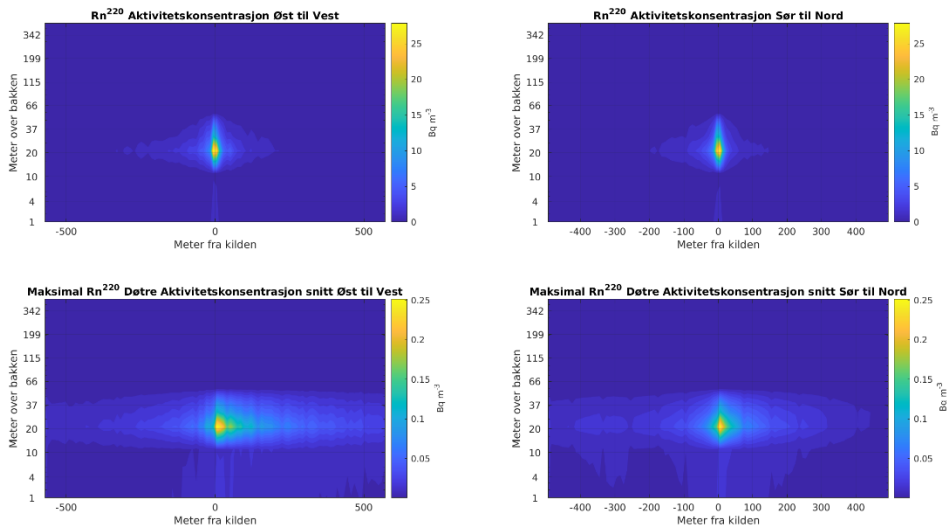 Rn²²⁰ Aktivitetskonsentrasjon Øst til Vest
342
199
115
66
37
20
10
4
1
Meter over bakken
-500 0 500
Meter fra kilden
25
20
15
10
5
0
Bq m⁻³
Rn²²⁰ Aktivitetskonsentrasjon Sør til Nord
342
199
115
66
37
20
10
4
1
Meter over bakken
-400 -300 -200 -100 0 100 200 300 400
Meter fra kilden
25
20
15
10
5
0
Bq m⁻³
Maksimal Rn²²⁰ Døtre Aktivitetskonsentrasjon snitt Øst til Vest
342
199
115
66
37
20
10
4
1
Meter over bakken
-500 0 500
Meter fra kilden
0.25
0.2
0.15
0.1
0.05
Bq m⁻³
Maksimal Rn²²⁰ Døtre Aktivitetskonsentrasjon snitt Sør til Nord
342
199
115
66
37
20
10
4
1
Meter over bakken
-400 -300 -200 -100 0 100 200 300 400
Meter fra kilden
0.25
0.2
0.15
0.1
0.05
Bq m⁻³